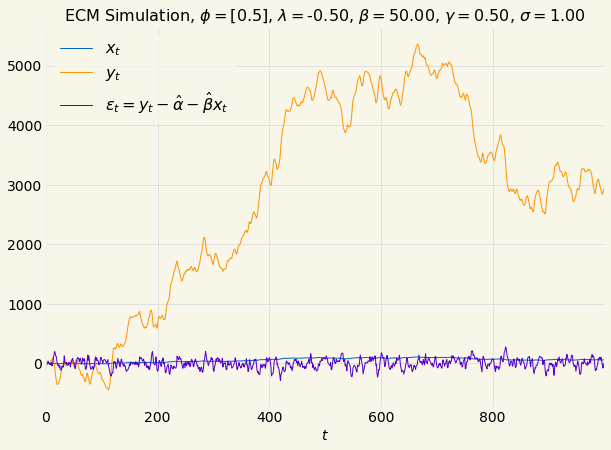 ECM Simulation, ϕ = [0.5], λ = -0.50, β = 50.00, γ = 0.50, σ = 1.00
x_t
y_t
ε_t = y_t − α̂ − β̂x_t
5000
4000
3000
2000
1000
0
0 200 400 600 800
t